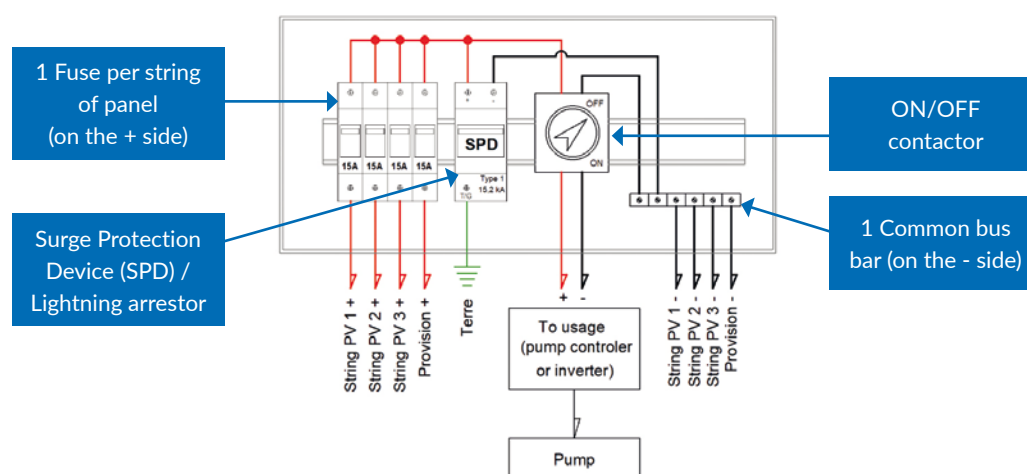 1 Fuse per string
of panel
(on the + side)
Surge Protection
Device (SPD) /
Lightning arrestor
15A
15A
15A
15A
+
-
SPD
Type 1
15,2 kA
T/G
OFF
ON
ON/OFF
contactor
1 Common bus
bar (on the - side)
String PV 1 +
String PV 2 +
String PV 3 +
Provision +
Terre
+
-
String PV 1 -
String PV 2 -
String PV 3 -
Provision -
To usage
(pump controler
or inverter)
Pump